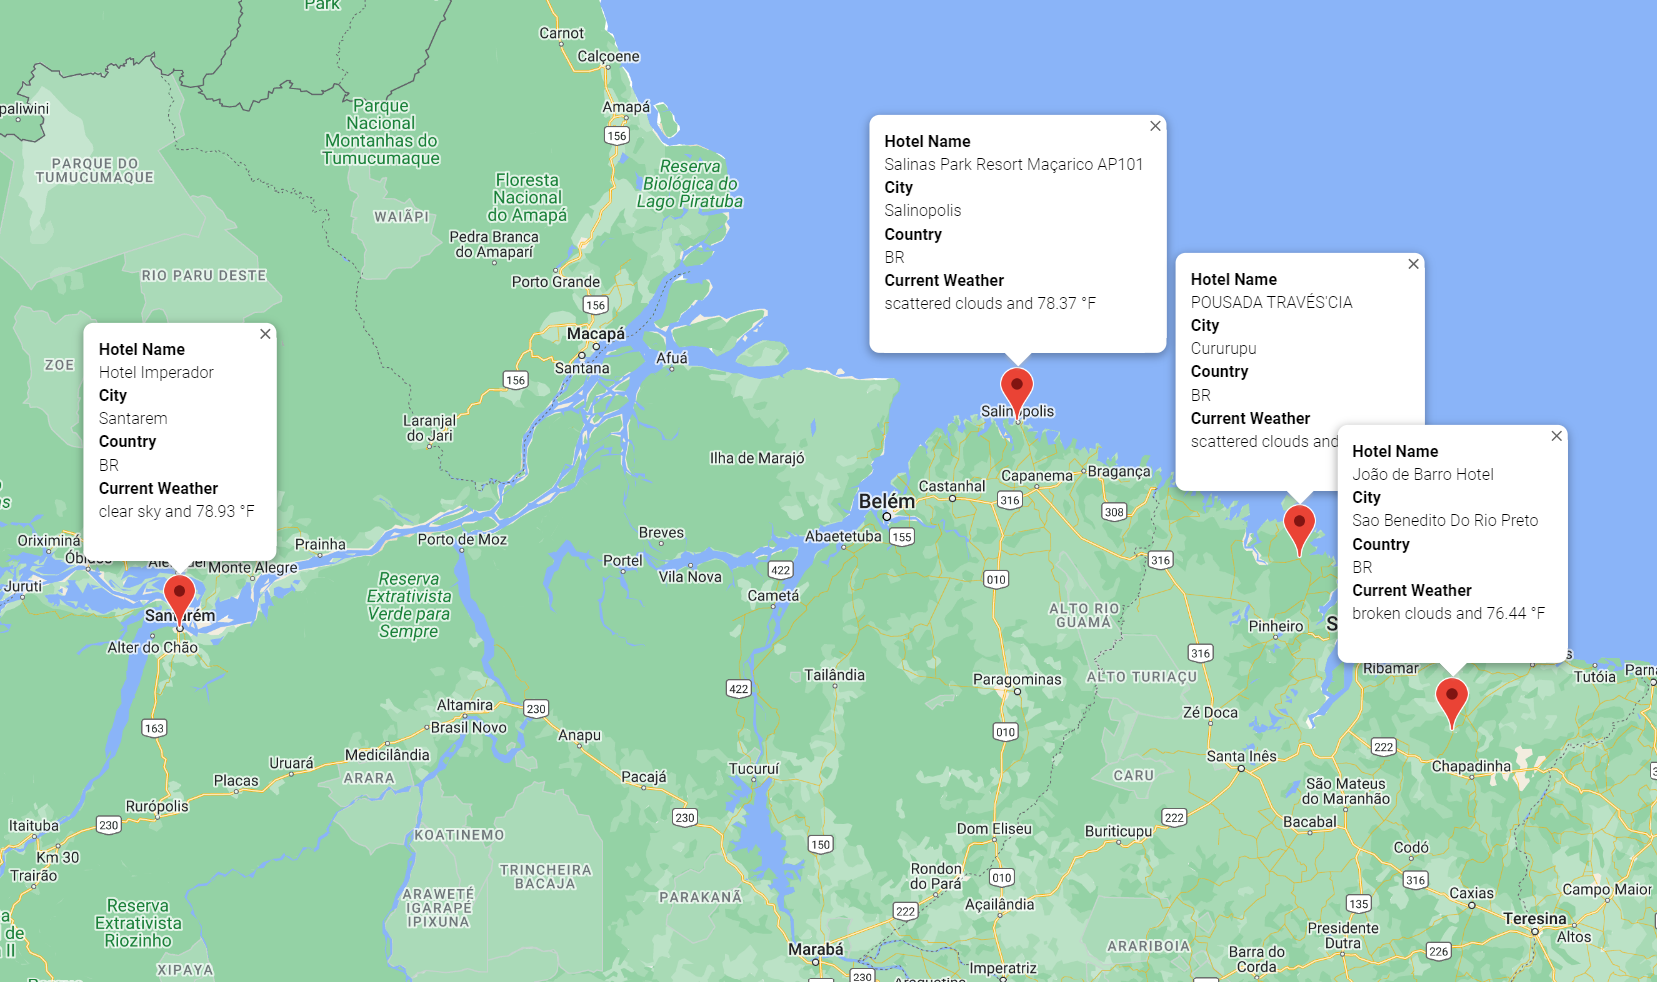 Park
Carnot
Calçoene
Amapá
156
paliwini
Parque
Nacional
Montanhas do
Tumucumaque
PARQUE DO
TUMUCUMAQUE
Reserva
Biológica do
Lago Piratuba
Floresta
Nacional
do Amapá
WAIÃPI
Pedra Branca
do Amaparí
RIO PARU DESTE
Porto Grande
156
Macapá
Santana
Afuá
ZOE
156
Laranjal
do Jari
Ilha de Marajó
Hotel Name
Hotel Imperador
City
Santarem
Country
BR
Current Weather
clear sky and 78.93 °F
Hotel Name
Salinas Park Resort Maçarico AP101
City
Salinopolis
Country
BR
Current Weather
scattered clouds and 78.37 °F
Hotel Name
POUSADA TRAVÉS'CIA
City
Cururupu
Country
BR
Current Weather
scattered clouds and
Hotel Name
João de Barro Hotel
City
Sao Benedito Do Rio Preto
Country
BR
Current Weather
broken clouds and 76.44 °F
Salinópolis
Capanema
Bragança
Castanhal
316
308
Belém
Abaetetuba
155
Oriximiná
Juruti
Monte Alegre
Prainha
Porto de Moz
Breves
Portel
Vila Nova
422
Cametá
010
316
Santarém
Alter do Chão
Reserva
Extrativista
Verde para
Sempre
ALTO RIO
GUAMÁ
Pinheiro
S
316
Ribamar
Tutóia
Parna
Tailândia
422
Paragominas
ALTO TURIAÇU
Zé Doca
163
Altamira
230
Brasil Novo
Anapu
010
222
Medicilândia
Uruará
Placas
ARARA
Pacajá
Tucuruí
Santa Inês
Chapadinha
CARU
São Mateus
do Maranhão
Rurópolis
230
Itaituba
Km 30
Trairão
230
KOATINEMO
150
Dom Eliseu
Buriticupu
222
Bacabal
Codó
TRINCHEIRA
BACAJA
Rondon
do Pará
010
316
Caxias
Campo Maior
ARAWETÉ
IGARAPÉ
IPIXUNA
PARAKANÃ
222
Açailândia
135
Teresina
Altos
Reserva
Extrativista
Riozinho
a
de
II
Presidente
Dutra
226
Marabá
ARARIBOIA
Barra do
Corda
XIPAYA
230
Imperatriz